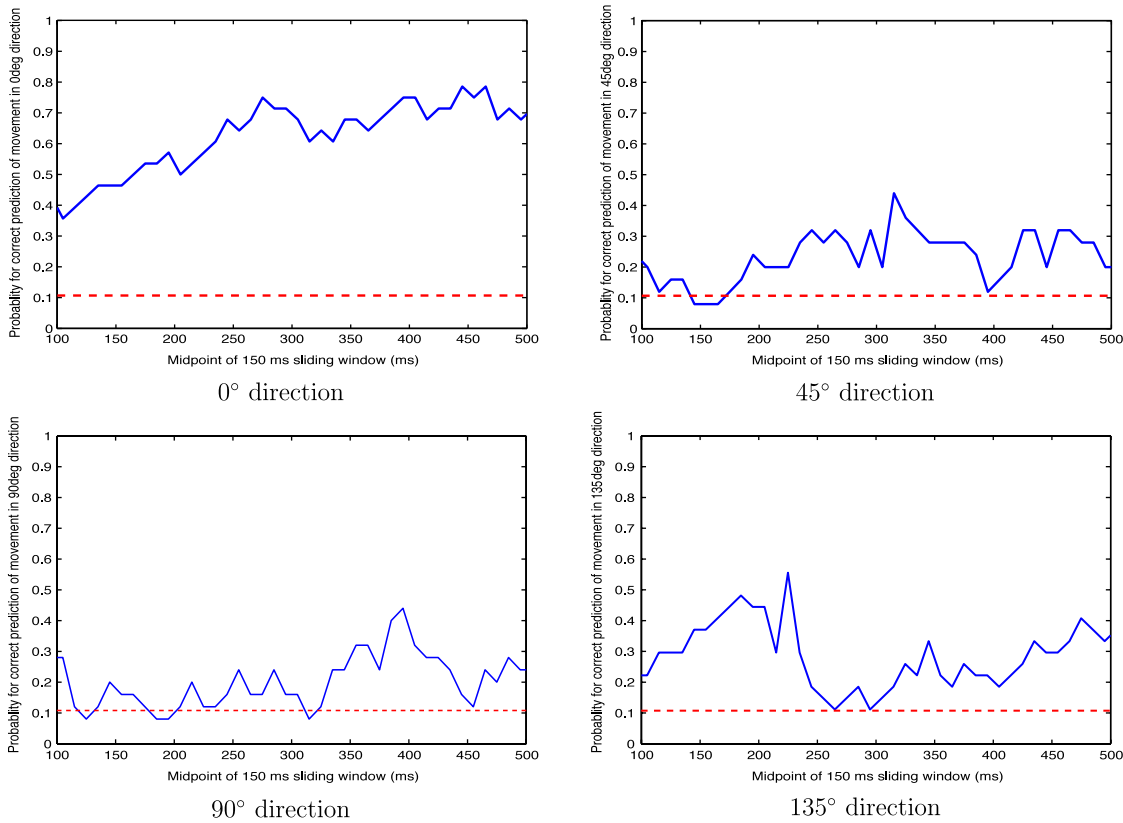 Probablity for correct prediction of movement in 0deg direction
1
0.9
0.8
0.7
0.6
0.5
0.4
0.3
0.2
0.1
0
100 150 200 250 300 350 400 450 500
Midpoint of 150 ms sliding window (ms)
0° direction
Probablity for correct prediction of movement in 45deg direction
1
0.9
0.8
0.7
0.6
0.5
0.4
0.3
0.2
0.1
0
100 150 200 250 300 350 400 450 500
Midpoint of 150 ms sliding window (ms)
45° direction
Probablity for correct prediction of movement in 90deg direction
1
0.9
0.8
0.7
0.6
0.5
0.4
0.3
0.2
0.1
0
100 150 200 250 300 350 400 450 500
Midpoint of 150 ms sliding window (ms)
90° direction
Probablity for correct prediction of movement in 135deg direction
1
0.9
0.8
0.7
0.6
0.5
0.4
0.3
0.2
0.1
0
100 150 200 250 300 350 400 450 500
Midpoint of 150 ms sliding window (ms)
135° direction